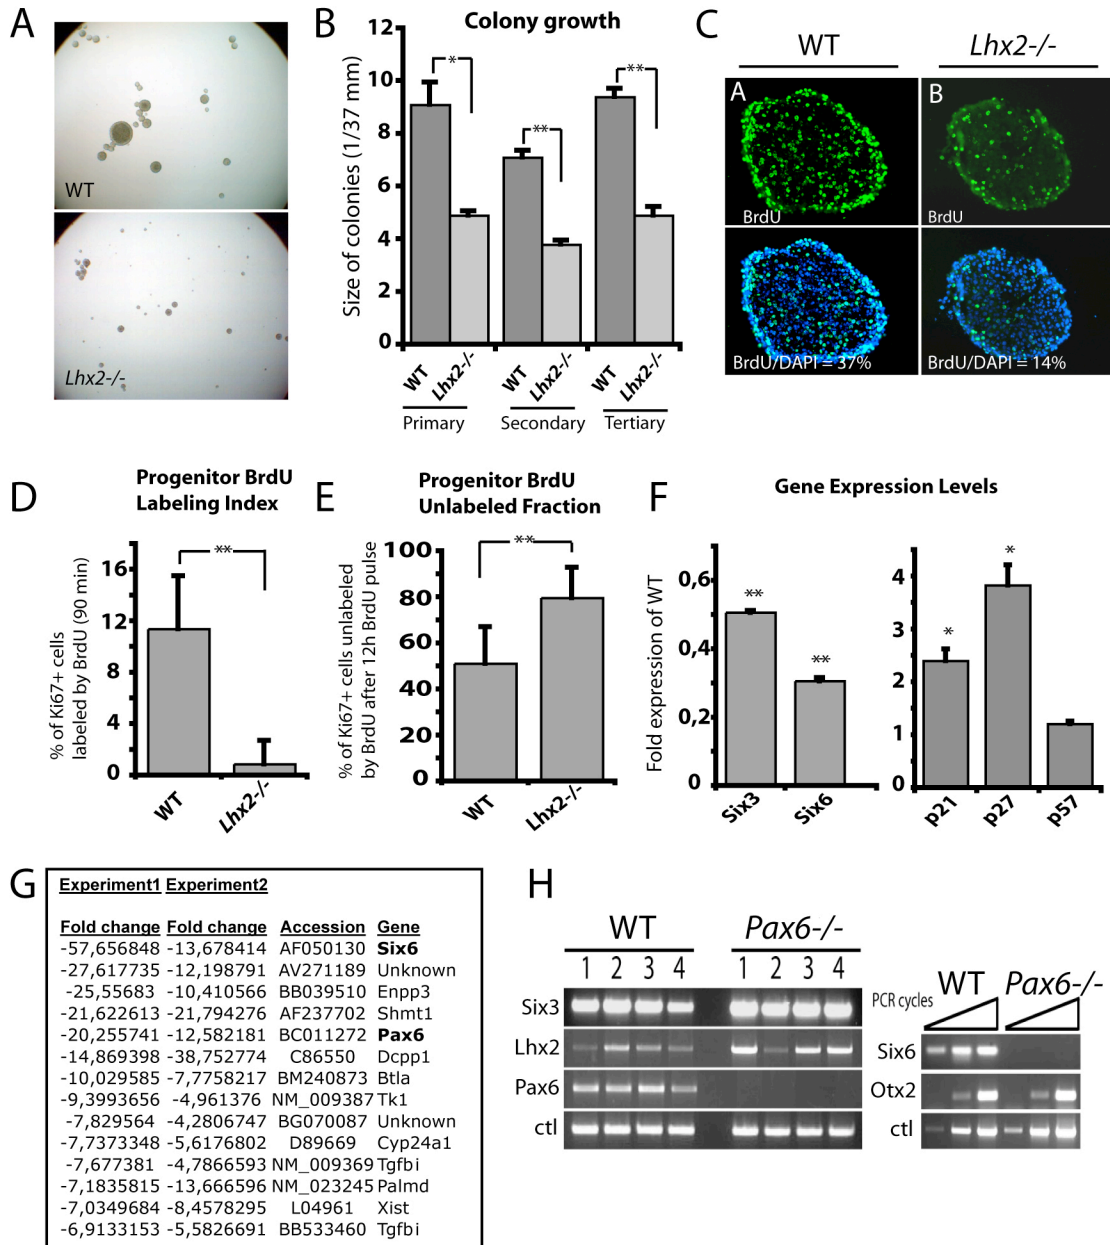 A
WT
Lhx2-/-
B
Colony growth
Size of colonies (1/37 mm)
12
10
8
6
4
2
0
*
**
**
WT
Lhx2-/-
WT
Lhx2-/-
WT
Lhx2-/-
Primary
Secondary
Tertiary
C
WT
Lhx2-/-
A
BrdU
B
BrdU
BrdU/DAPI = 37%
BrdU/DAPI = 14%
D
Progenitor BrdU
Labeling Index
% of Ki67+ cells
labeled by BrdU (90 min)
16
12
8
4
0
**
WT
Lhx2-/-
E
Progenitor BrdU
Unlabeled Fraction
% of Ki67+ cells unlabeled
by BrdU after 12h BrdU pulse
100
80
60
40
20
0
**
WT
Lhx2-/-
F
Gene Expression Levels
Fold expression of WT
0,6
0,4
0,2
0
**
**
Six3
Six6
4
3
2
1
0
*
*
p21
p27
p57
G
Experiment1 Experiment2
Fold change Fold change Accession Gene
-57,656848 -13,678414 AF050130 Six6
-27,617735 -12,198791 AV271189 Unknown
-25,55683 -10,410566 BB039510 Enpp3
-21,622613 -21,794276 AF237702 Shmt1
-20,255741 -12,582181 BC011272 Pax6
-14,869398 -38,752774 C86550 Dcpp1
-10,029585 -7,7758217 BM240873 Btla
-9,3993656 -4,961376 NM_009387 Tk1
-7,829564 -4,2806747 BG070087 Unknown
-7,7373348 -5,6176802 D89669 Cyp24a1
-7,677381 -4,7866593 NM_009369 Tgfbi
-7,1835815 -13,666596 NM_023245 Palmd
-7,0349684 -8,4578295 L04961 Xist
-6,9133153 -5,5826691 BB533460 Tgfbi
H
WT
Pax6-/-
1 2 3 4 1 2 3 4
Six3
Lhx2
Pax6
ctl
PCR cycles
WT
Pax6-/-
Six6
Otx2
ctl